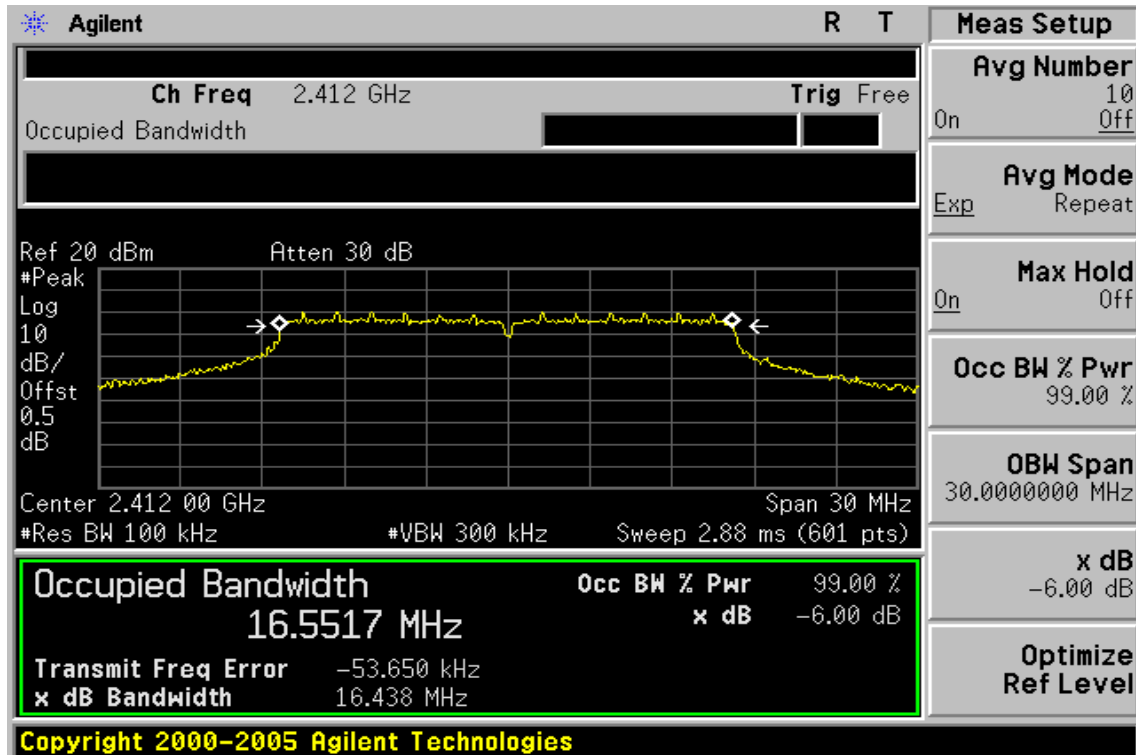 Agilent R T
Ch Freq 2.412 GHz Trig Free
Occupied Bandwidth
Ref 20 dBm Atten 30 dB
#Peak
Log
10
dB/
Offst
0.5
dB
Center 2.412 00 GHz Span 30 MHz
#Res BW 100 kHz #VBW 300 kHz Sweep 2.88 ms (601 pts)
Occupied Bandwidth Occ BW % Pwr 99.00 %
16.5517 MHz x dB -6.00 dB
Transmit Freq Error -53.650 kHz
x dB Bandwidth 16.438 MHz
Copyright 2000-2005 Agilent Technologies
Meas Setup
Avg Number
10
On Off
Avg Mode
Exp Repeat
Max Hold
On Off
Occ BW % Pwr
99.00 %
OBW Span
30.0000000 MHz
x dB
-6.00 dB
Optimize
Ref Level